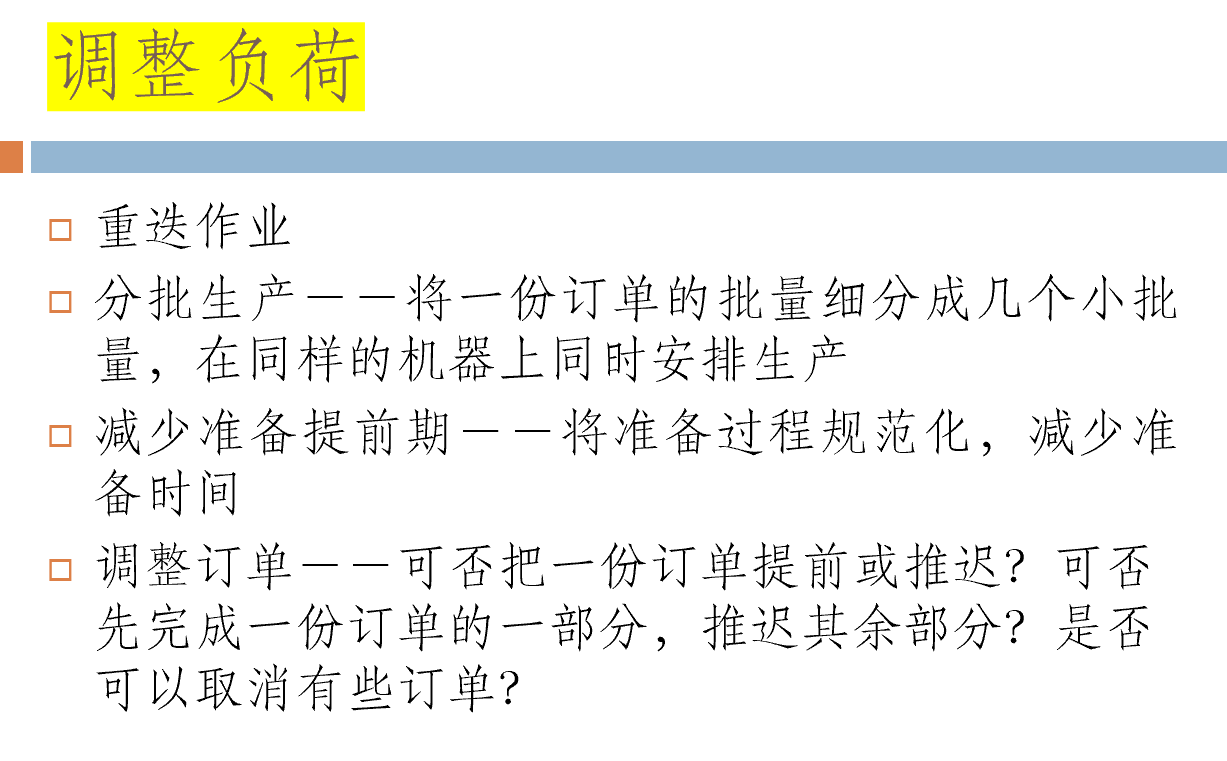 调整负荷
重迭作业
分批生产－－将一份订单的批量细分成几个小批
量，在同样的机器上同时安排生产
减少准备提前期－－将准备过程规范化，减少准
备时间
调整订单－－可否把一份订单提前或推迟？可否
先完成一份订单的一部分，推迟其余部分？是否
可以取消有些订单？